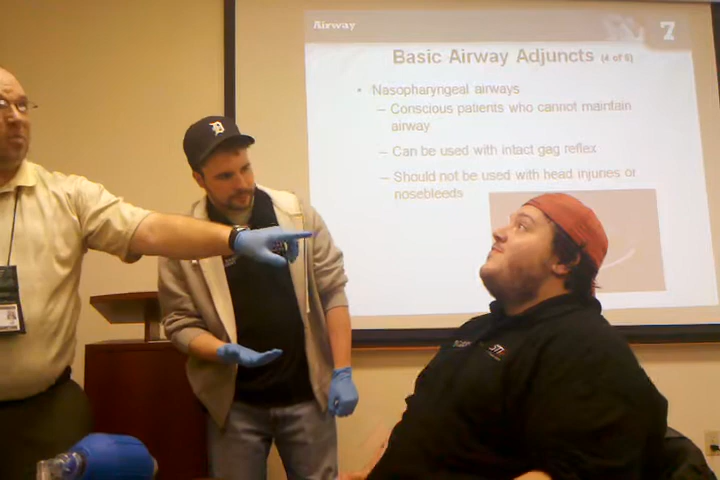 Airway
7
Basic Airway Adjuncts (4 of 6)
• Nasopharyngeal airways
– Conscious patients who cannot maintain
airway
– Can be used with intact gag reflex
– Should not be used with head injuries or
nosebleeds
D